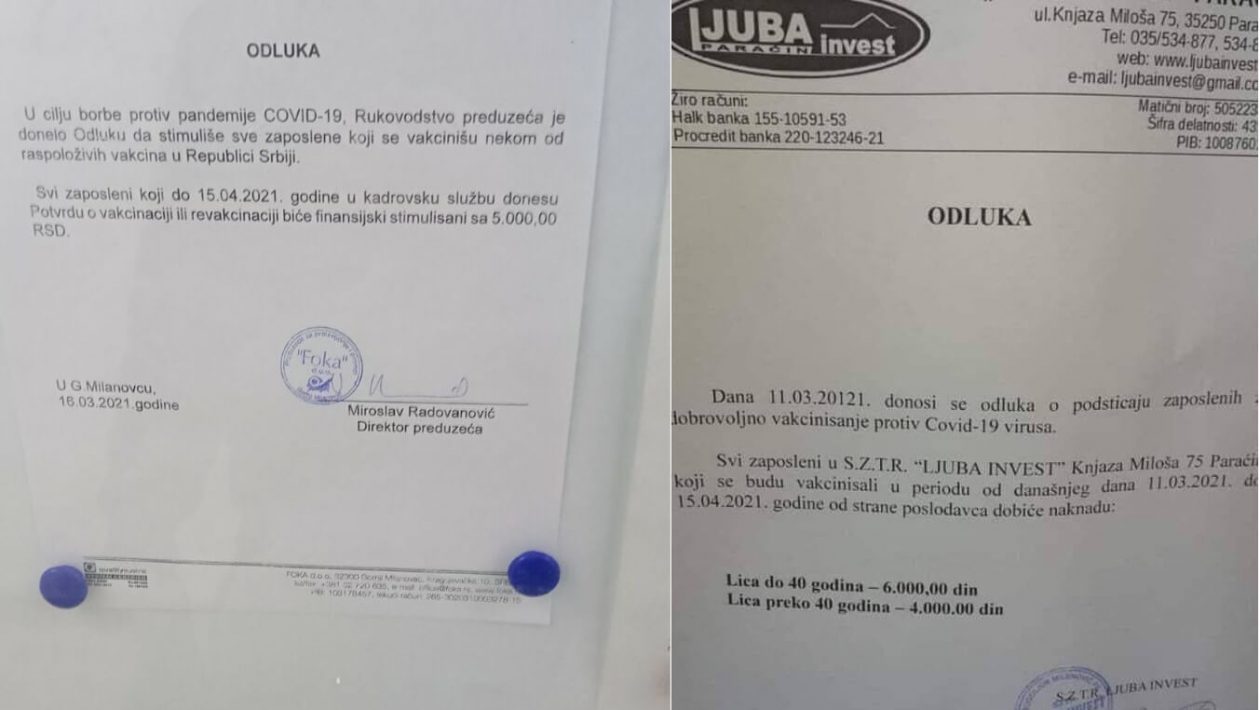 ODLUKA
U cilju borbe protiv pandemije COVID-19, Rukovodstvo preduzeća je
donelo Odluku da stimuliše sve zaposlene koji se vakcinišu nekom od
raspoloživih vakcina u Republici Srbiji.
Svi zaposleni koji do 15.04.2021. godine u kadrovsku službu donesu
Potvrdu o vakcinaciji ili revakcinaciji biće finansijski stimulisani sa 5.000,00
RSD.
"Foka"
d.o.o.
U G.Milanovcu,
16.03.2021.godine
Miroslav Radovanović
Direktor preduzeća
FOKA d.o.o. 32300 Gornji Milanovac,
LJUBA
PARAĆIN invest
ul.Knjaza Miloša 75, 35250 Para
Tel: 035/534-877, 534-8
web: www.ljubainvest
e-mail: ljubainvest@gmail.co
Žiro računi:
Halk banka 155-10591-53
Procredit banka 220-123246-21
Matični broj: 505223
Šifra delatnosti: 43
PIB: 1008760
ODLUKA
Dana 11.03.20121. donosi se odluka o podsticaju zaposlenih z
dobrovoljno vakcinisanje protiv Covid-19 virusa.
Svi zaposleni u S.Z.T.R. “LJUBA INVEST” Knjaza Miloša 75 Paraćin
koji se budu vakcinisali u periodu od današnjeg dana 11.03.2021. do
15.04.2021. godine od strane poslodavca dobiće naknadu:
Lica do 40 godina – 6.000,00 din
Lica preko 40 godina – 4.000.00 din
S.Z.T.R. LJUBA INVEST